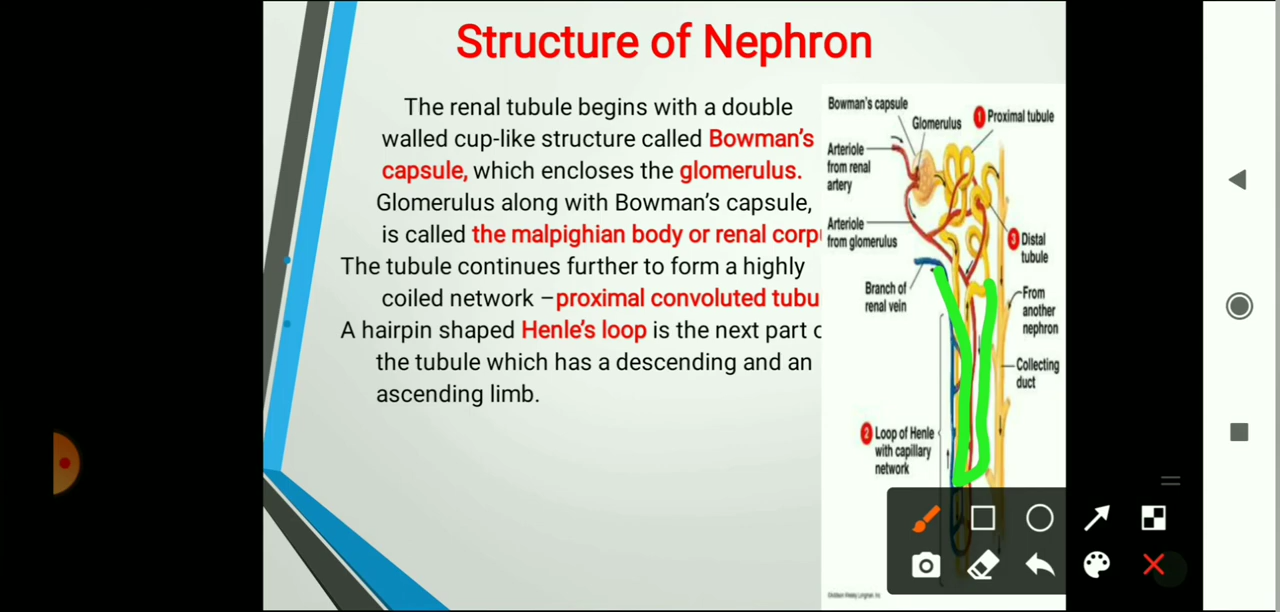 Structure of Nephron
The renal tubule begins with a double
walled cup-like structure called Bowman's
capsule, which encloses the glomerulus.
Glomerulus along with Bowman's capsule,
is called the malpighian body or renal corp
The tubule continues further to form a highly
coiled network –proximal convoluted tubu
A hairpin shaped Henle's loop is the next part o
the tubule which has a descending and an
ascending limb.
Bowman's capsule
Glomerulus
1 Proximal tubule
Arteriole
from renal
artery
Arteriole
from glomerulus
3 Distal
tubule
Branch of
renal vein
From
another
nephron
Collecting
duct
2 Loop of Henle
with capillary
network